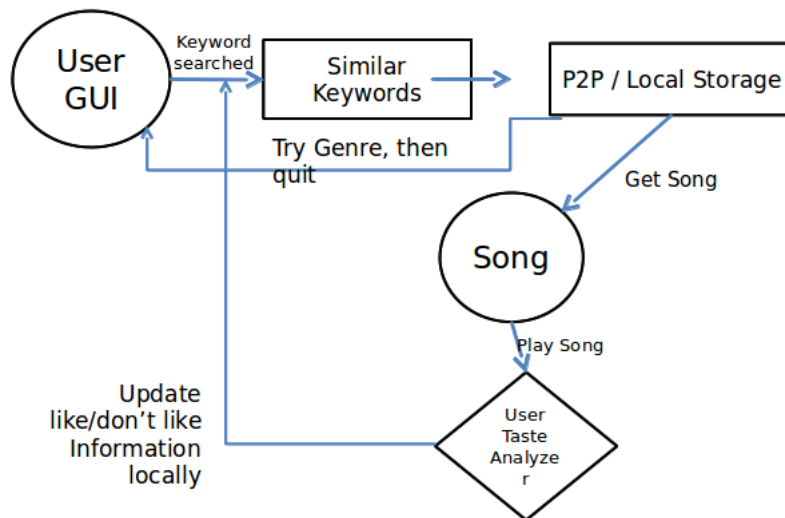 User
GUI
Keyword
searched
Similar
Keywords
P2P / Local Storage
Try Genre, then
quit
Get Song
Song
Play Song
Update
like/don’t like
Information
locally
User
Taste
Analyze
r